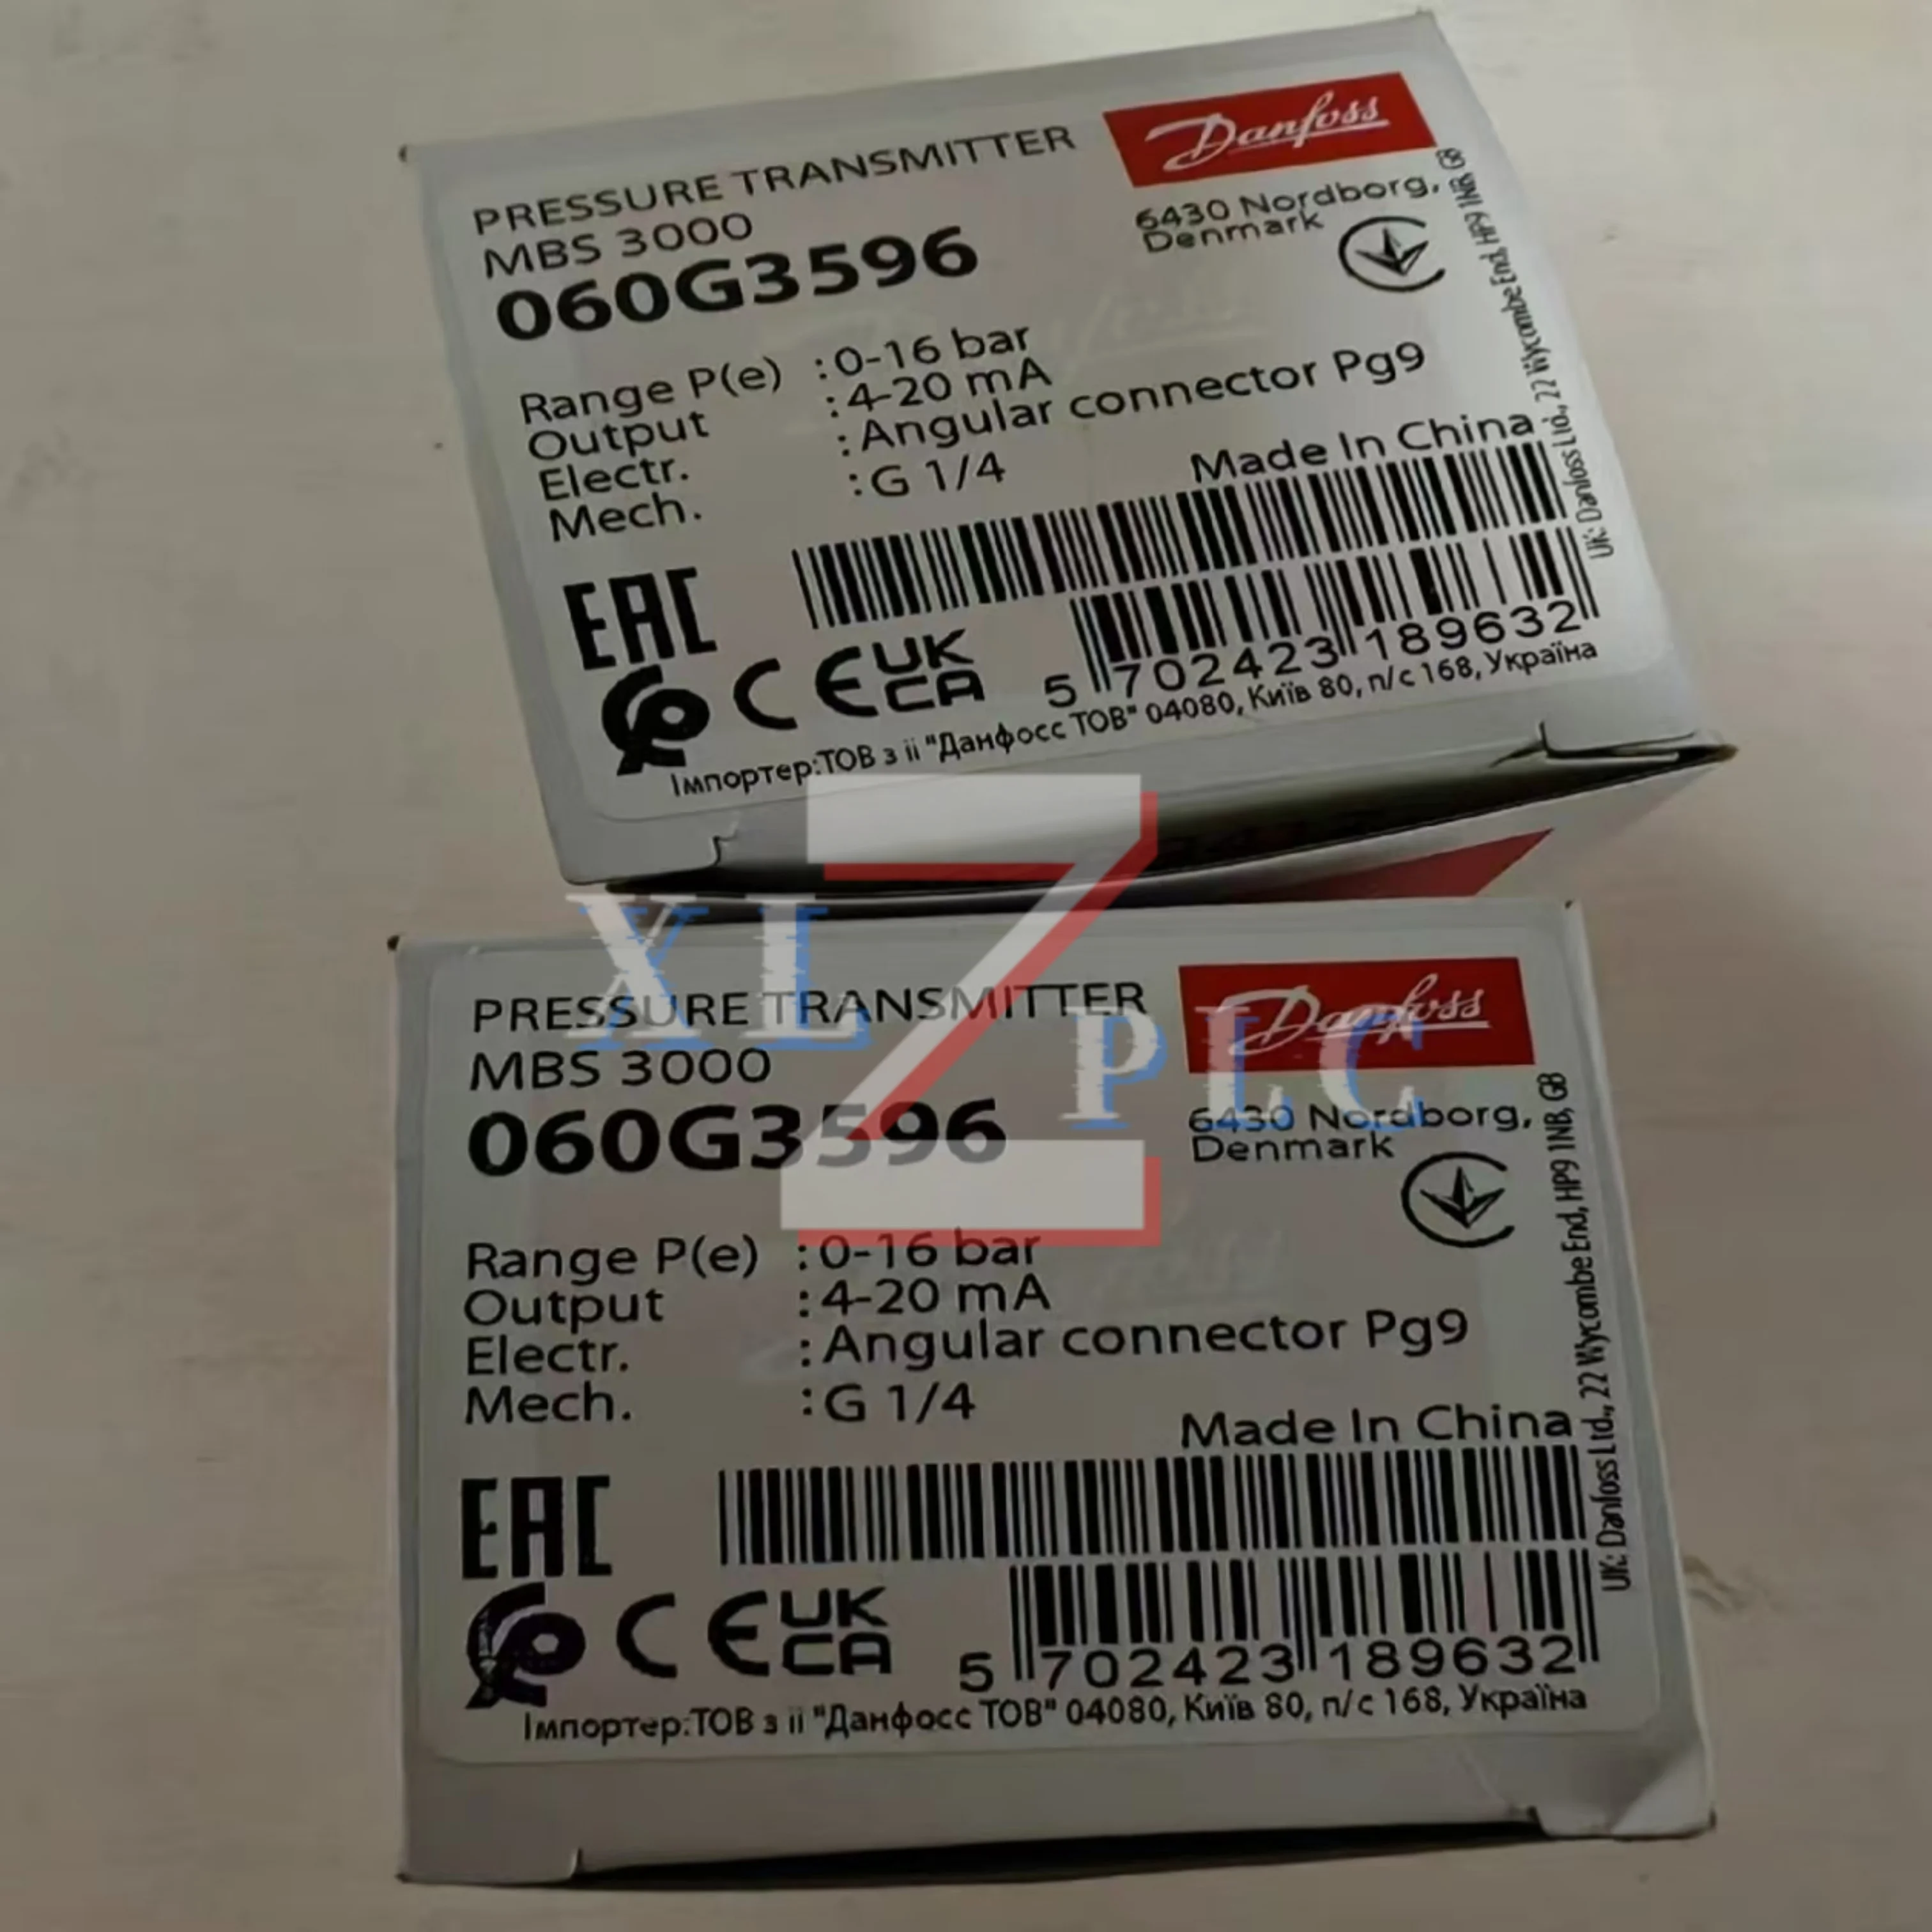 PRESSURE TRANSMITTER
MBS 3000
060G3596
Danfoss
6430 Nordborg,
Denmark
Range P(e) :0-16 bar
Output :4-20 mA
Electr. :Angular connector Pg9
Mech. :G 1/4
Made In China
EAC
CE UK
CA
5 702423 189632
Імпортер:ТОВ з іі "Данфосс ТОВ" 04080, Київ 80, п/с 168, Україна
UK: Danfoss Ltd., 22 Wycombe End, HP9 1NB, GB
XL Z PLC
PRESSURE TRANSMITTER
MBS 3000
060G3596
Danfoss
6430 Nordborg,
Denmark
Range P(e) :0-16 bar
Output :4-20 mA
Electr. :Angular connector Pg9
Mech. :G 1/4
Made In China
EAC
CE UK
CA
5 702423 189632
Імпортер:ТОВ з іі "Данфосс ТОВ" 04080, Київ 80, п/с 168, Україна
UK: Danfoss Ltd., 22 Wycombe End, HP9 1NB, GB